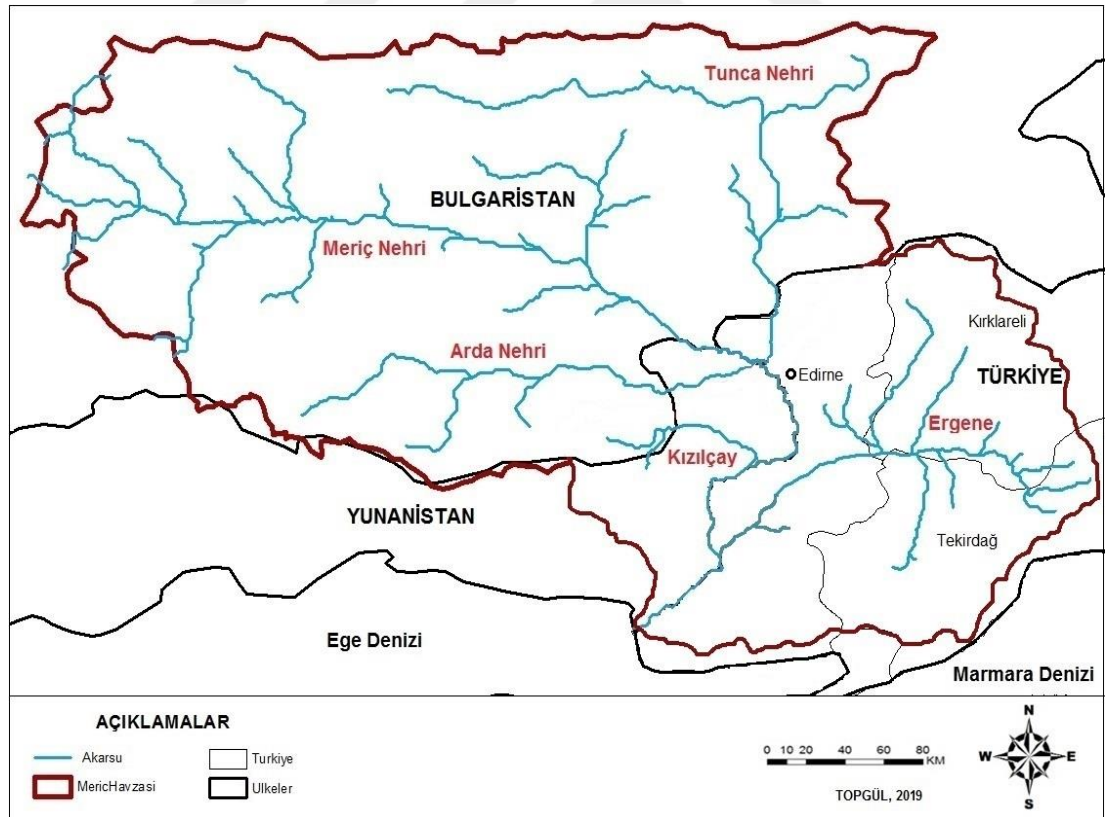 Tunca Nehri
BULGARİSTAN
Meriç Nehri
Kırklareli
Arda Nehri
Edirne
TÜRKİYE
Ergene
Kızılçay
YUNANİSTAN
Tekirdağ
Ege Denizi
Marmara Denizi
AÇIKLAMALAR
Akarsu
Turkiye
MericHavzasi
Ulkeler
0 10 20 40 60 80
KM
TOPGÜL, 2019
N
W E
S